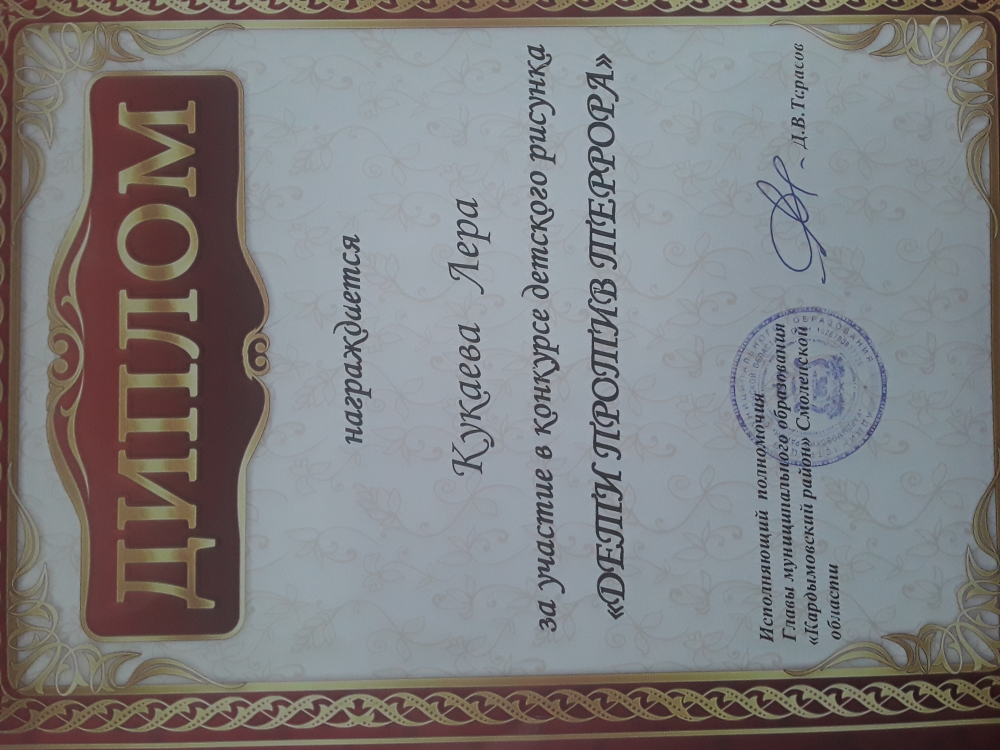 ДИПЛОМ
награждается
Кукаева Лера
за участие в конкурсе детского рисунка
«ДЕТИ ПРОТИВ ТЕРРОРА»
Исполняющий полномочия
Главы муниципального образования
«Кардымовский район» Смоленской
области
Д.В.Тарасов